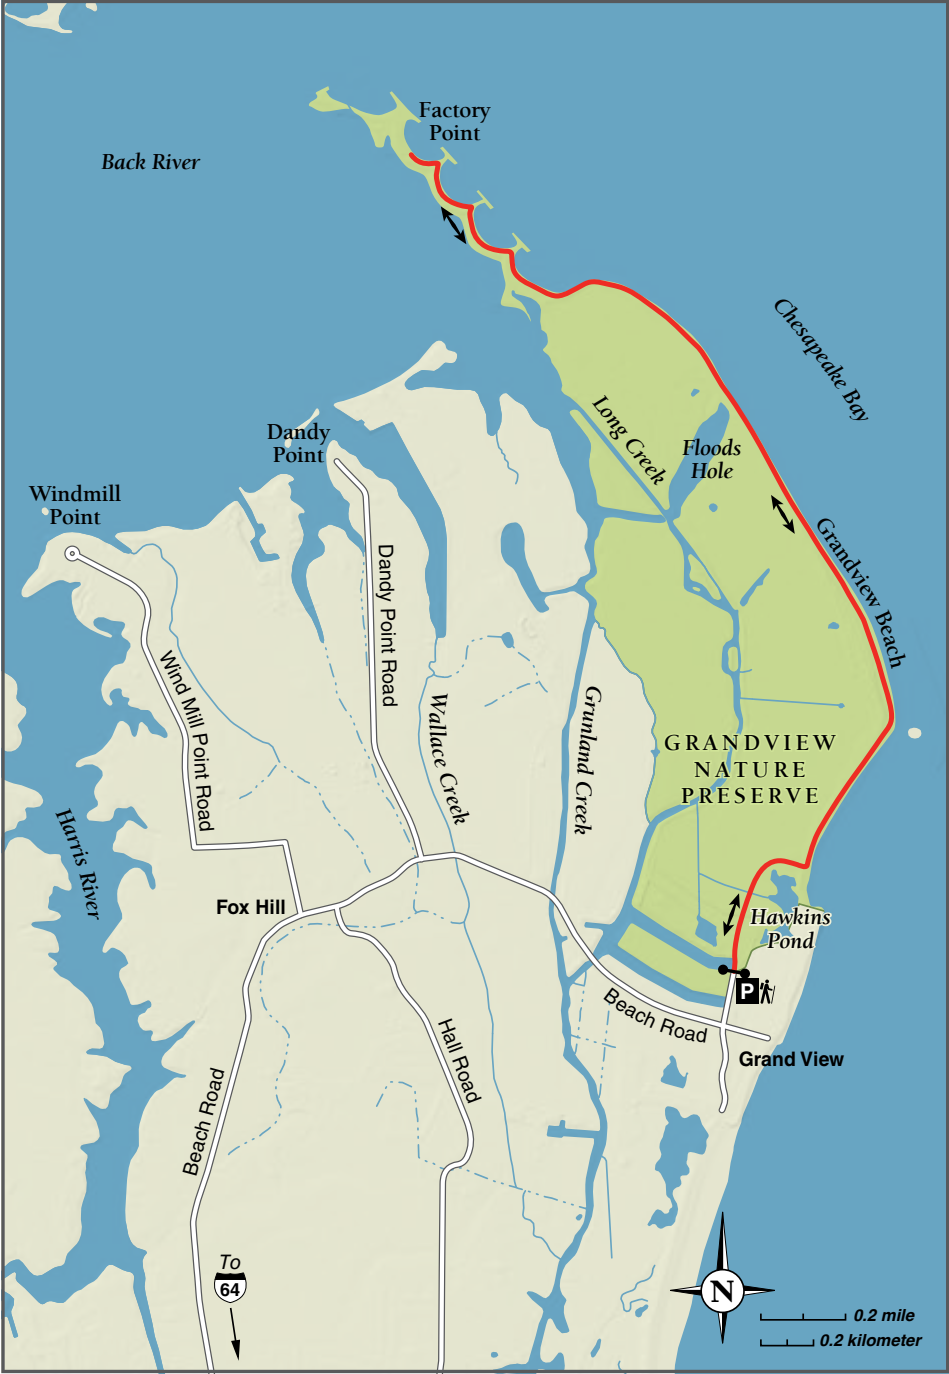 Factory
Point
Back River
Chesapeake Bay
Long Creek
Floods
Hole
Dandy
Point
Windmill
Point
Grandview Beach
Dandy Point Road
Wind Mill Point Road
Wallace Creek
Grunland Creek
GRANDVIEW
NATURE
PRESERVE
Harris River
Fox Hill
Hawkins
Pond
P
Beach Road
Grand View
Hall Road
Beach Road
To
64
N
0.2 mile
0.2 kilometer